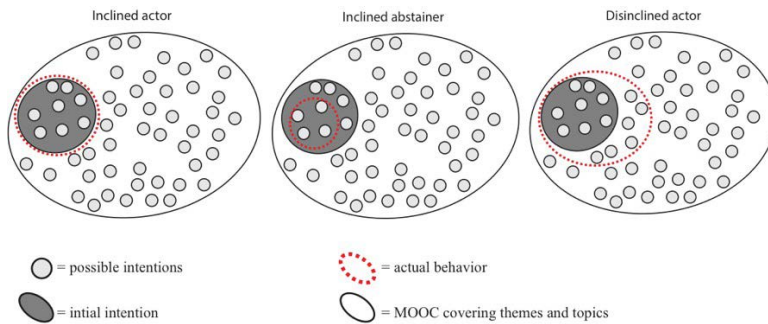 Inclined actor
Inclined abstainer
Disinclined actor
= possible intentions
= actual behavior
= intial intention
= MOOC covering themes and topics